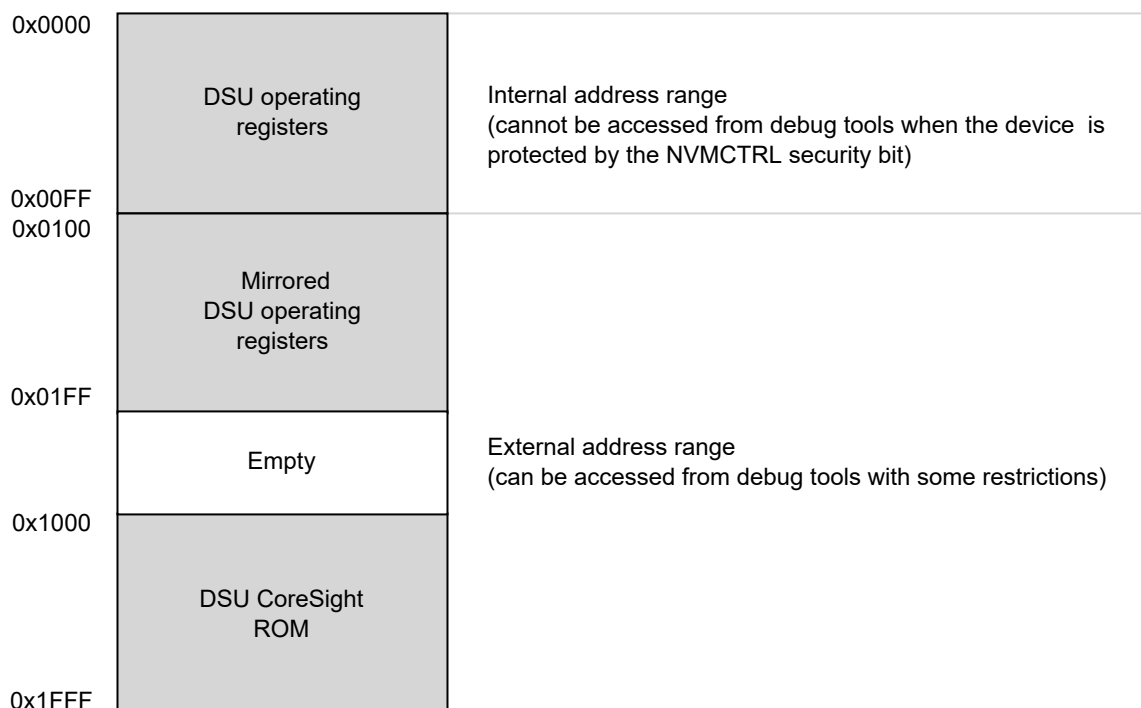 0x0000
DSU operating
registers
Internal address range
(cannot be accessed from debug tools when the device  is
protected by the NVMCTRL security bit)
0x00FF
0x0100
Mirrored
DSU operating
registers
0x01FF
Empty
External address range
(can be accessed from debug tools with some restrictions)
0x1000
DSU CoreSight
ROM
0x1FFF